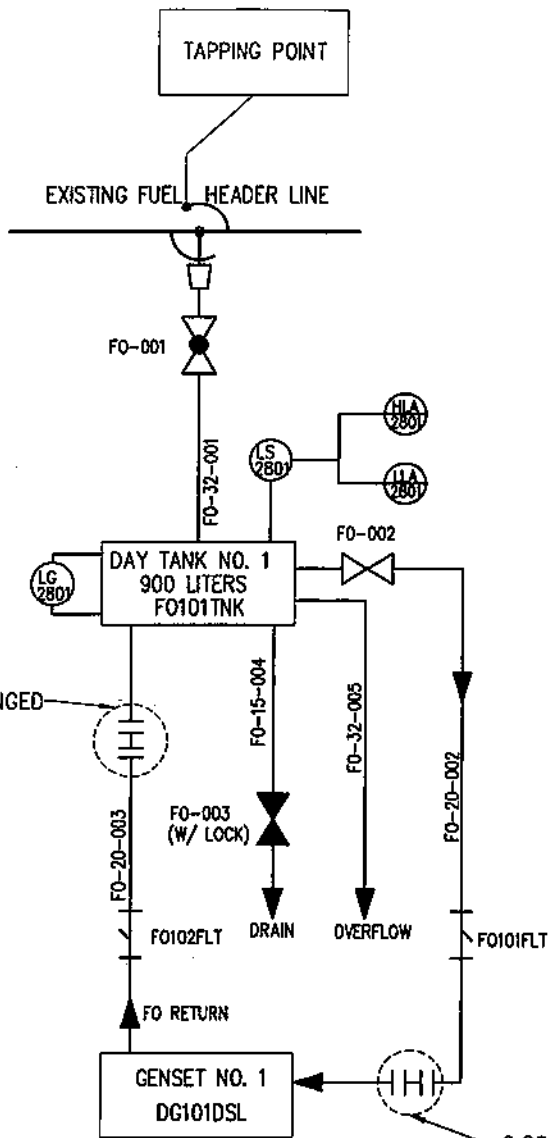 TAPPING POINT
EXISTING FUEL HEADER LINE
FO-001
FO-32-001
HLA
2801
LS
2801
LLA
2801
FO-002
DAY TANK NO. 1
900 LITERS
FO101TNK
LG
2801
NGED
FO-15-004
FO-32-005
FO-20-002
FO-20-003
FO-003
(W/ LOCK)
FO102FLT
DRAIN
OVERFLOW
FO101FLT
FO RETURN
GENSET NO. 1
DG101DSL